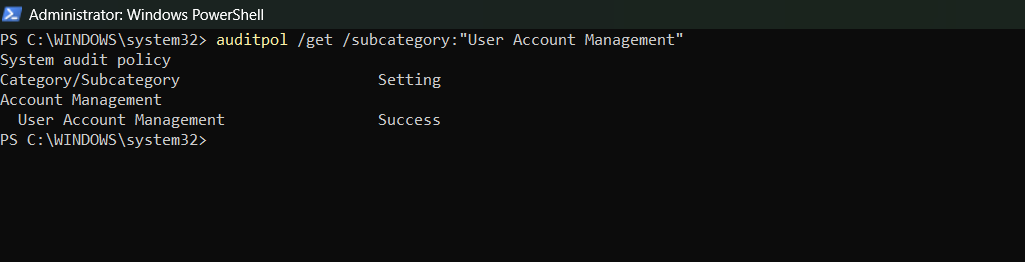 Administrator: Windows PowerShell
PS C:\WINDOWS\system32> auditpol /get /subcategory:"User Account Management"
System audit policy
Category/Subcategory                      Setting
Account Management
  User Account Management                 Success
PS C:\WINDOWS\system32>